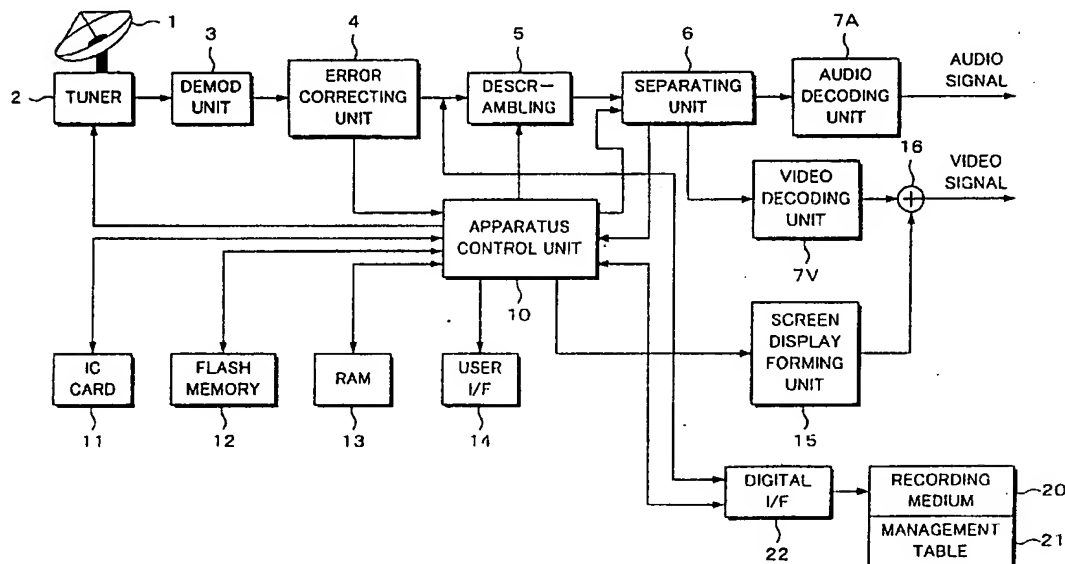 1
2
TUNER
3
DEMOD
UNIT
4
ERROR
CORRECTING
UNIT
5
DESCR-
AMBLING
6
SEPARATING
UNIT
7A
AUDIO
DECODING
UNIT
AUDIO
SIGNAL
VIDEO
DECODING
UNIT
7V
16
VIDEO
SIGNAL
APPARATUS
CONTROL UNIT
10
IC
CARD
11
FLASH
MEMORY
12
RAM
13
USER
I/F
14
SCREEN
DISPLAY
FORMING
UNIT
15
DIGITAL
I/F
22
RECORDING
MEDIUM
20
MANAGEMENT
TABLE
21